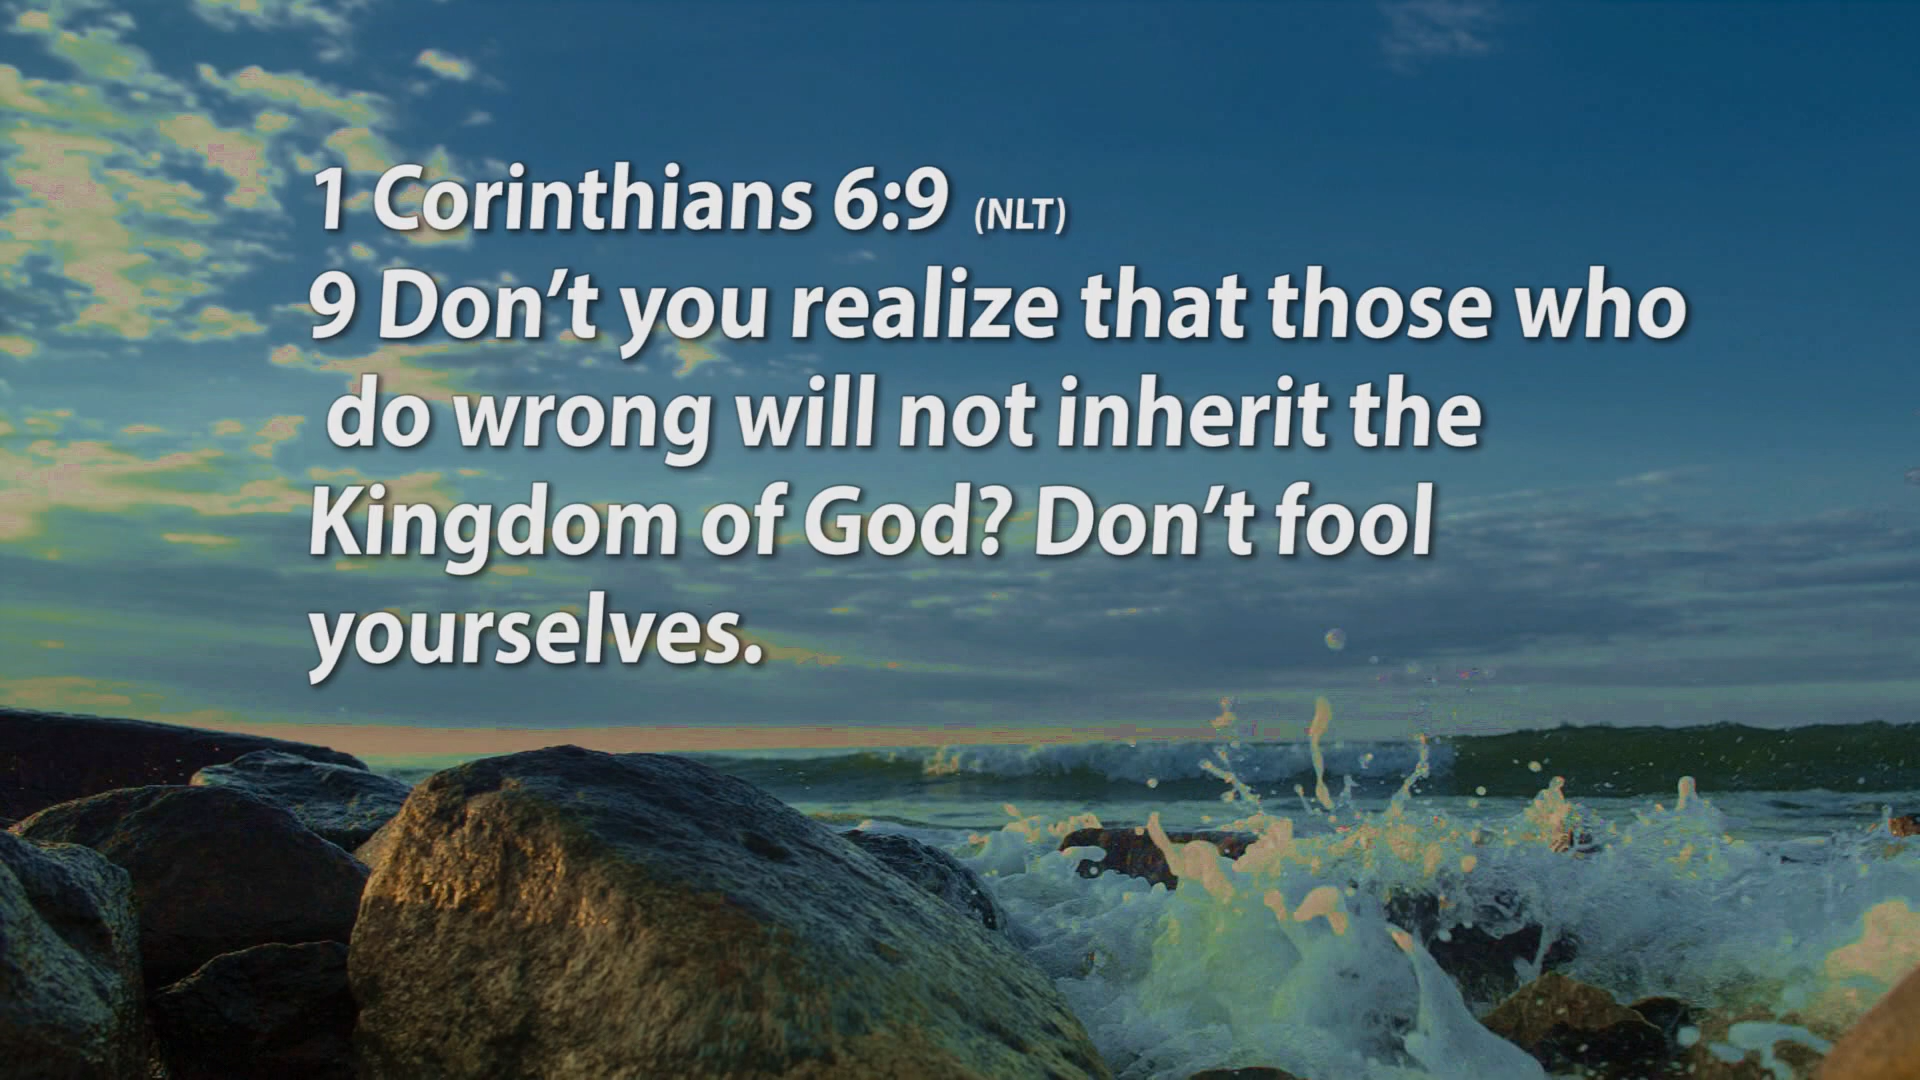 1 Corinthians 6:9 (NLT)
9 Don’t you realize that those who
do wrong will not inherit the
Kingdom of God? Don’t fool
yourselves.